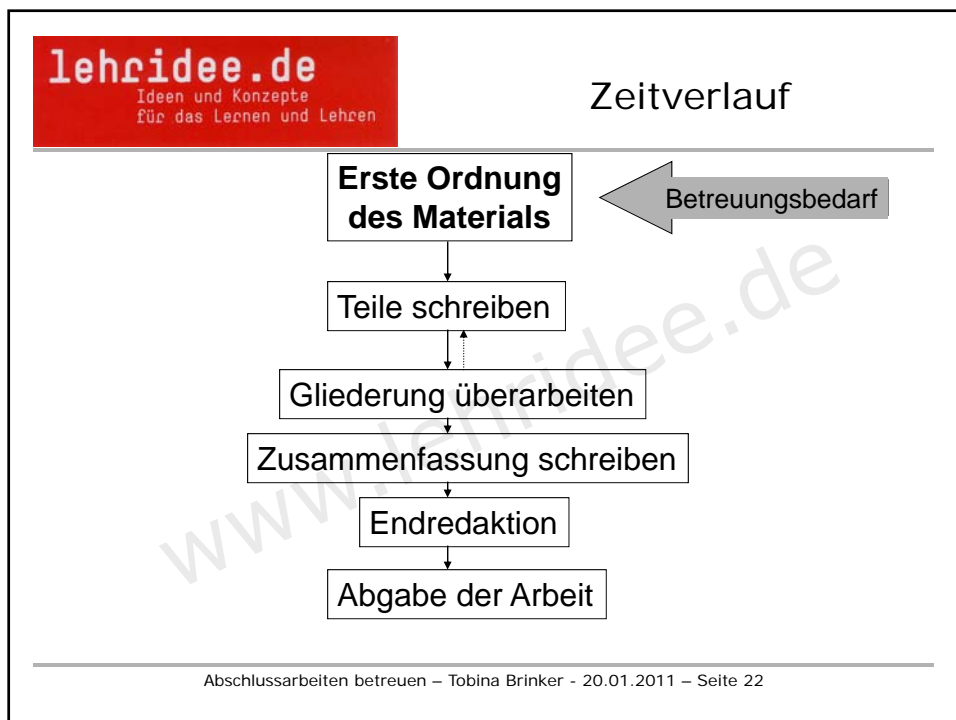 lehridee.de
Ideen und Konzepte
für das Lernen und Lehren
Zeitverlauf
Erste Ordnung
des Materials
Betreuungsbedarf
Teile schreiben
Gliederung überarbeiten
Zusammenfassung schreiben
Endredaktion
Abgabe der Arbeit
www.lehridee.de
Abschlussarbeiten betreuen – Tobina Brinker - 20.01.2011 – Seite 22